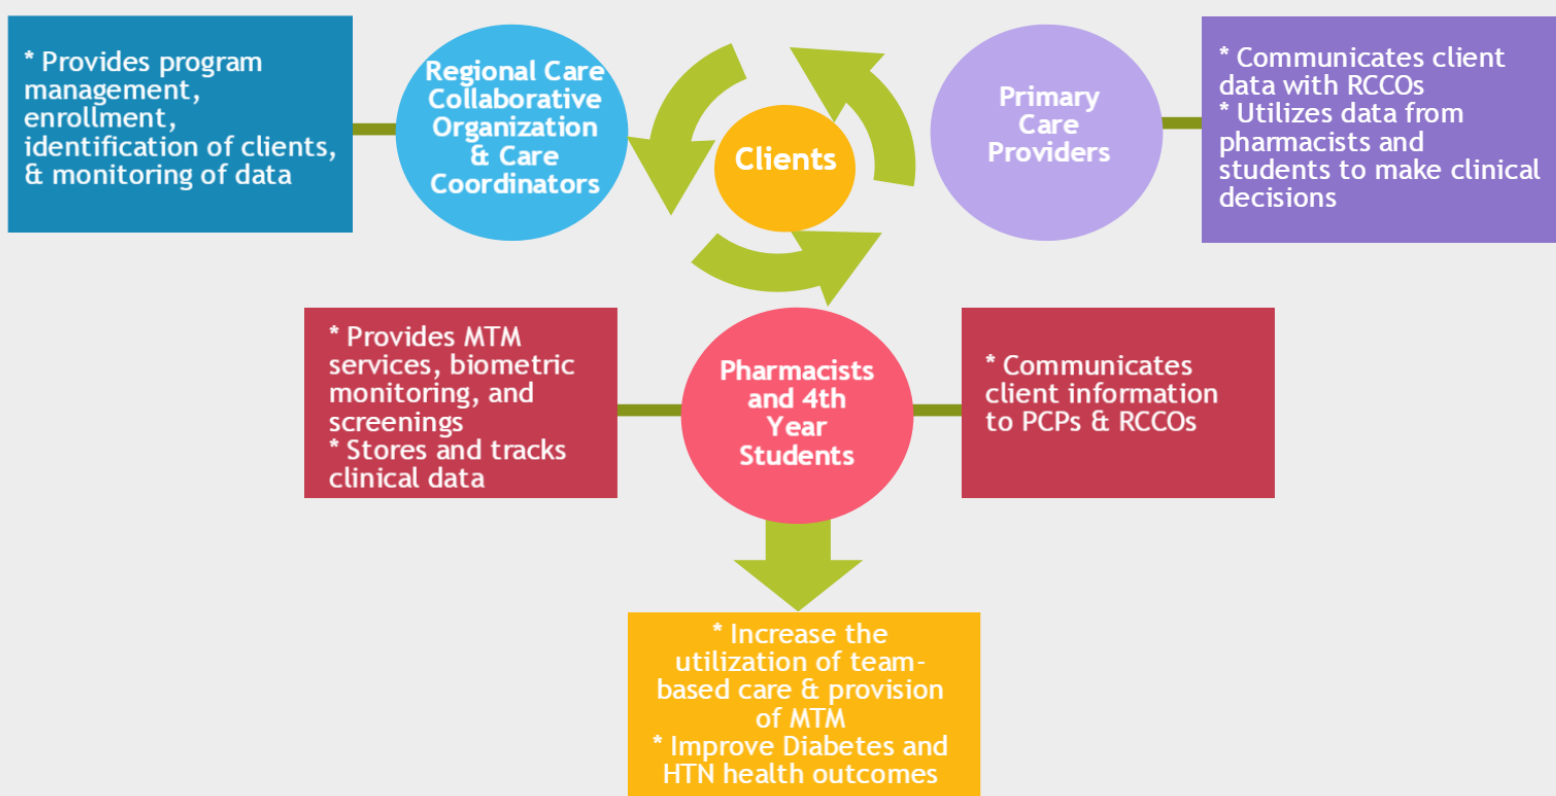 * Provides program
management,
enrollment,
identification of clients,
& monitoring of data
Regional Care
Collaborative
Organization
& Care
Coordinators
Clients
Primary
Care
Providers
* Communicates client
data with RCCOs
* Utilizes data from
pharmacists and
students to make clinical
decisions
* Provides MTM
services, biometric
monitoring, and
screenings
* Stores and tracks
clinical data
Pharmacists
and 4th
Year
Students
* Communicates
client information
to PCPs & RCCOs
* Increase the
utilization of team-
based care & provision
of MTM
* Improve Diabetes and
HTN health outcomes